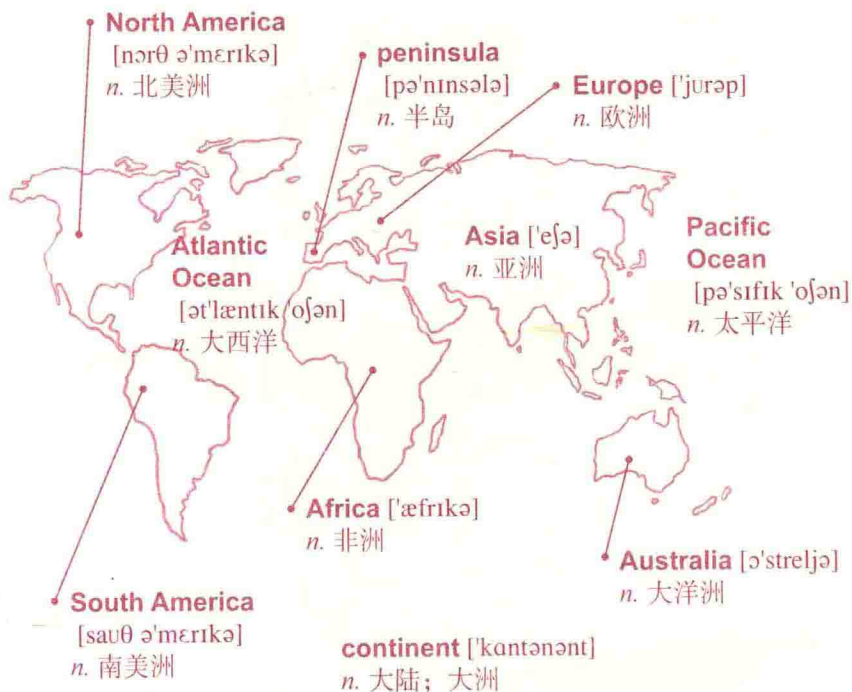 North America
[nɔrθ ə'mɛrɪkə]
n. 北美洲
peninsula
[pə'nɪnsələ]
n. 半岛
Europe ['jurəp]
n. 欧洲
Atlantic
Ocean
[ət'læntɪk 'oʃən]
n. 大西洋
Asia ['eʃə]
n. 亚洲
Pacific
Ocean
[pə'sɪfɪk 'oʃən]
n. 太平洋
Africa ['æfrɪkə]
n. 非洲
Australia [ɔ'streljə]
n. 大洋洲
South America
[sauθ ə'mɛrɪkə]
n. 南美洲
continent ['kɑntənənt]
n. 大陆；大洲